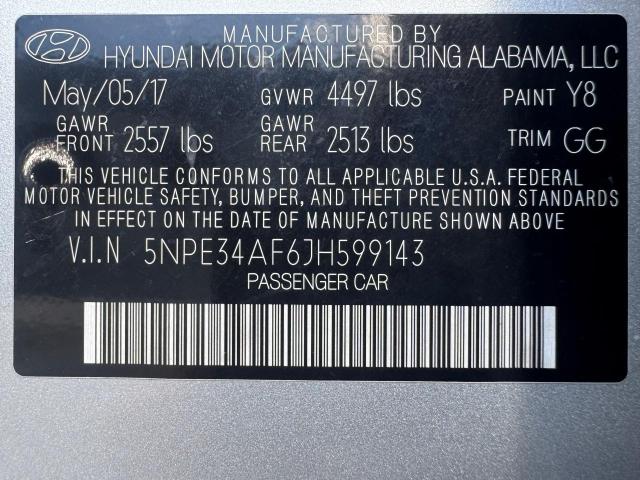 MANUFACTURED BY
HYUNDAI MOTOR MANUFACTURING ALABAMA, LLC
May/05/17 GVWR 4497 lbs PAINT Y8
GAWR FRONT 2557 lbs GAWR REAR 2513 lbs TRIM GG
THIS VEHICLE CONFORMS TO ALL APPLICABLE U.S.A. FEDERAL
MOTOR VEHICLE SAFETY, BUMPER, AND THEFT PREVENTION STANDARDS
IN EFFECT ON THE DATE OF MANUFACTURE SHOWN ABOVE
V.I.N 5NPE34AF6JH599143
PASSENGER CAR